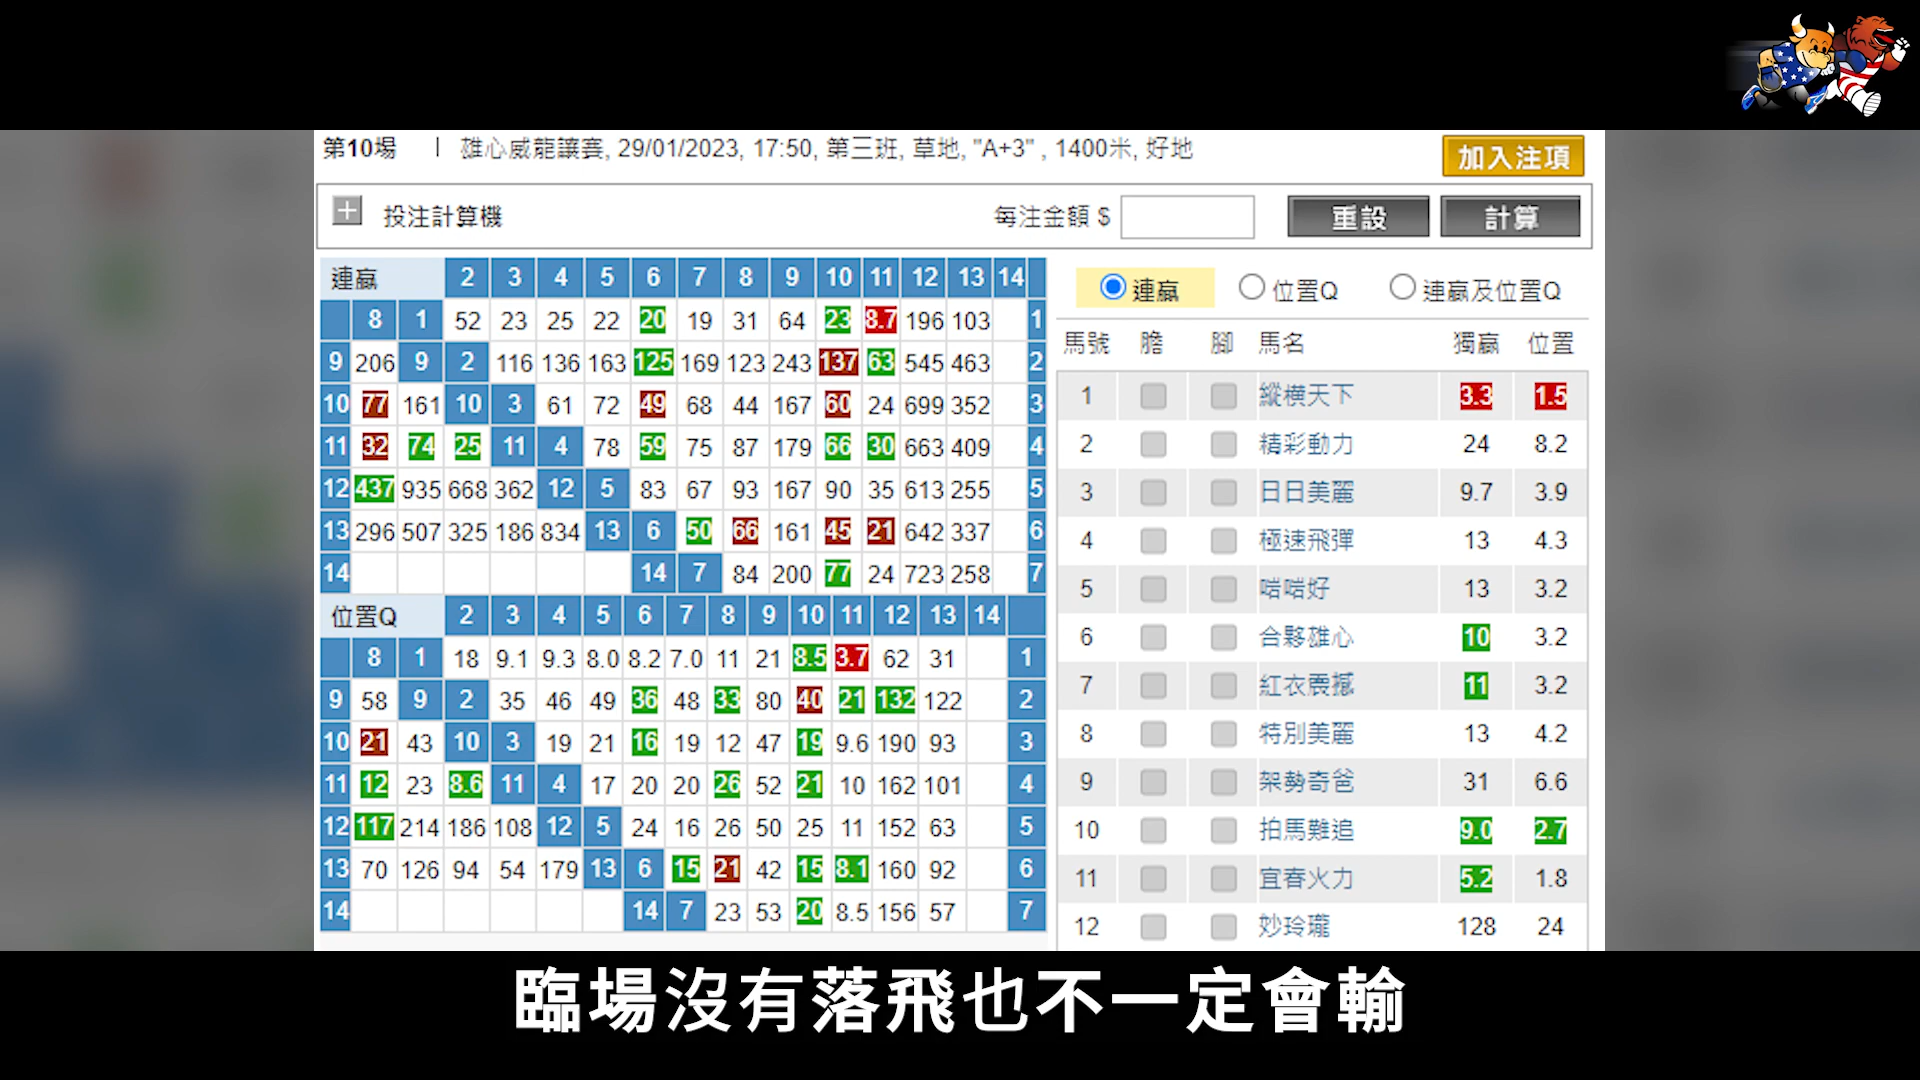 第10場 | 雄心威龍讓賽, 29/01/2023, 17:50, 第三班, 草地, "A+3" , 1400米, 好地
加入注項
投注計算機 每注金額 $ 重設 計算
連贏 2 3 4 5 6 7 8 9 10 11 12 13 14
8 1 52 23 25 22 20 19 31 64 23 8.7 196 103 1
9 206 9 2 116 136 163 125 169 123 243 137 63 545 463 2
10 77 161 10 3 61 72 49 68 44 167 60 24 699 352 3
11 32 74 25 11 4 78 59 75 87 179 66 30 663 409 4
12 437 935 668 362 12 5 83 67 93 167 90 35 613 255 5
13 296 507 325 186 834 13 6 50 66 161 45 21 642 337 6
14 14 7 84 200 77 24 723 258 7
位置Q 2 3 4 5 6 7 8 9 10 11 12 13 14
8 1 18 9.1 9.3 8.0 8.2 7.0 11 21 8.5 3.7 62 31 1
9 58 9 2 35 46 49 36 48 33 80 40 21 132 122 2
10 21 43 10 3 19 21 16 19 12 47 19 9.6 190 93 3
11 12 23 8.6 11 4 17 20 20 26 52 21 10 162 101 4
12 117 214 186 108 12 5 24 16 26 50 25 11 152 63 5
13 70 126 94 54 179 13 6 15 21 42 15 8.1 160 92 6
14 14 7 23 53 20 8.5 156 57 7
連贏 位置Q 連贏及位置Q
馬號 膽 腳 馬名 獨贏 位置
1 縱橫天下 3.3 1.5
2 精彩動力 24 8.2
3 日日美麗 9.7 3.9
4 極速飛彈 13 4.3
5 啱啱好 13 3.2
6 合夥雄心 10 3.2
7 紅衣震撼 11 3.2
8 特別美麗 13 4.2
9 架勢奇爸 31 6.6
10 拍馬難追 9.0 2.7
11 宜春火力 5.2 1.8
12 妙玲瓏 128 24
臨場沒有落飛也不一定會輸